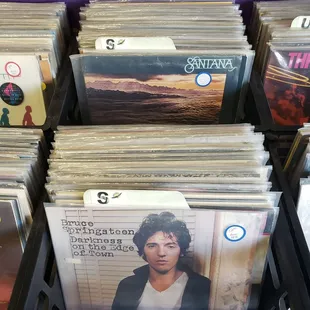 S
SANTANA
S
Bruce
Springsteen
Darkness
on the Edge
of Town